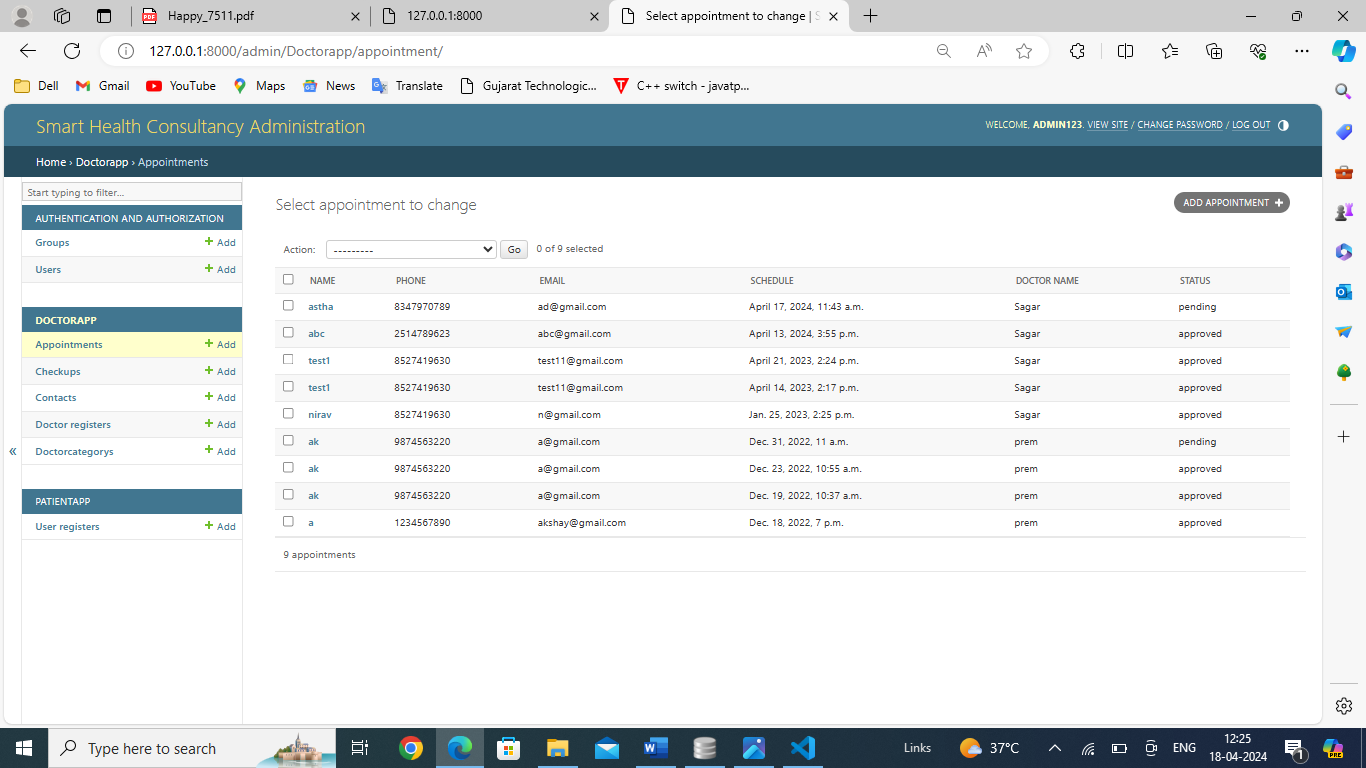 Happy_7511.pdf
127.0.0.1:8000
Select appointment to change | S
127.0.0.1:8000/admin/Doctorapp/appointment/
Dell Gmail YouTube Maps News Translate Gujarat Technologic... C++ switch - javatp...
Smart Health Consultancy Administration
WELCOME, ADMIN123. VIEW SITE / CHANGE PASSWORD / LOG OUT
Home › Doctorapp › Appointments
Start typing to filter...
AUTHENTICATION AND AUTHORIZATION
Groups + Add
Users + Add
DOCTORAPP
Appointments + Add
Checkups + Add
Contacts + Add
Doctor registers + Add
Doctorcategorys + Add
PATIENTAPP
User registers + Add
«
Select appointment to change
ADD APPOINTMENT +
Action: --------- Go 0 of 9 selected
NAME PHONE EMAIL SCHEDULE DOCTOR NAME STATUS
astha 8347970789 ad@gmail.com April 17, 2024, 11:43 a.m. Sagar pending
abc 2514789623 abc@gmail.com April 13, 2024, 3:55 p.m. Sagar approved
test1 8527419630 test11@gmail.com April 21, 2023, 2:24 p.m. Sagar approved
test1 8527419630 test11@gmail.com April 14, 2023, 2:17 p.m. Sagar approved
nirav 8527419630 n@gmail.com Jan. 25, 2023, 2:25 p.m. Sagar approved
ak 9874563220 a@gmail.com Dec. 31, 2022, 11 a.m. prem pending
ak 9874563220 a@gmail.com Dec. 23, 2022, 10:55 a.m. prem approved
ak 9874563220 a@gmail.com Dec. 19, 2022, 10:37 a.m. prem approved
a 1234567890 akshay@gmail.com Dec. 18, 2022, 7 p.m. prem approved
9 appointments
Type here to search
Links 37°C ENG 12:25
18-04-2024
1
PRE